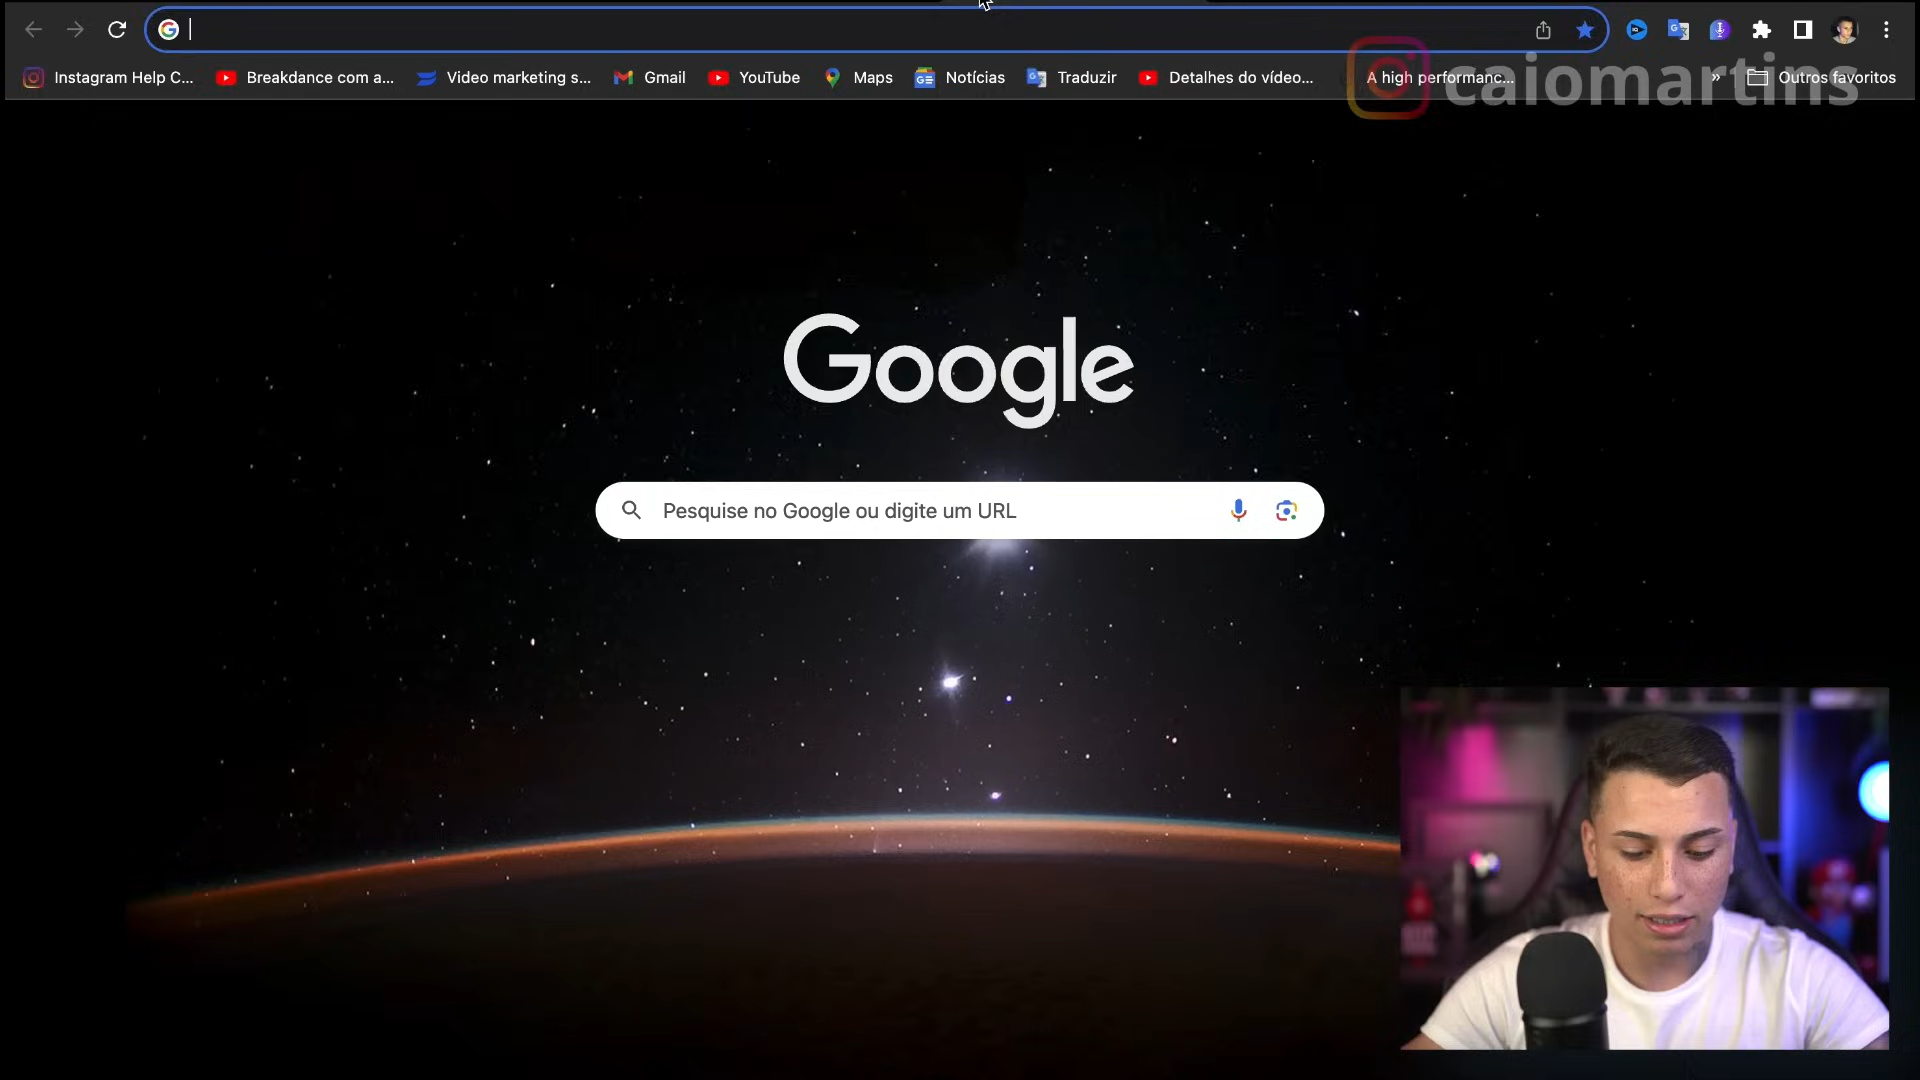 Instagram Help C...
Breakdance com a...
Video marketing s...
Gmail
YouTube
Maps
Notícias
Traduzir
Detalhes do vídeo...
A high performanc...
»
Outros favoritos
caiomartins
Google
Pesquise no Google ou digite um URL